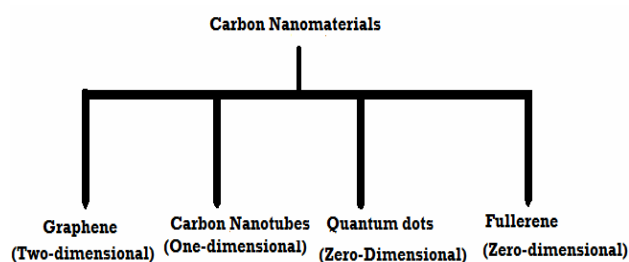 Carbon Nanomaterials
Graphene
(Two-dimensional)
Carbon Nanotubes
(One-dimensional)
Quantum dots
(Zero-Dimensional)
Fullerene
(Zero-dimensional)